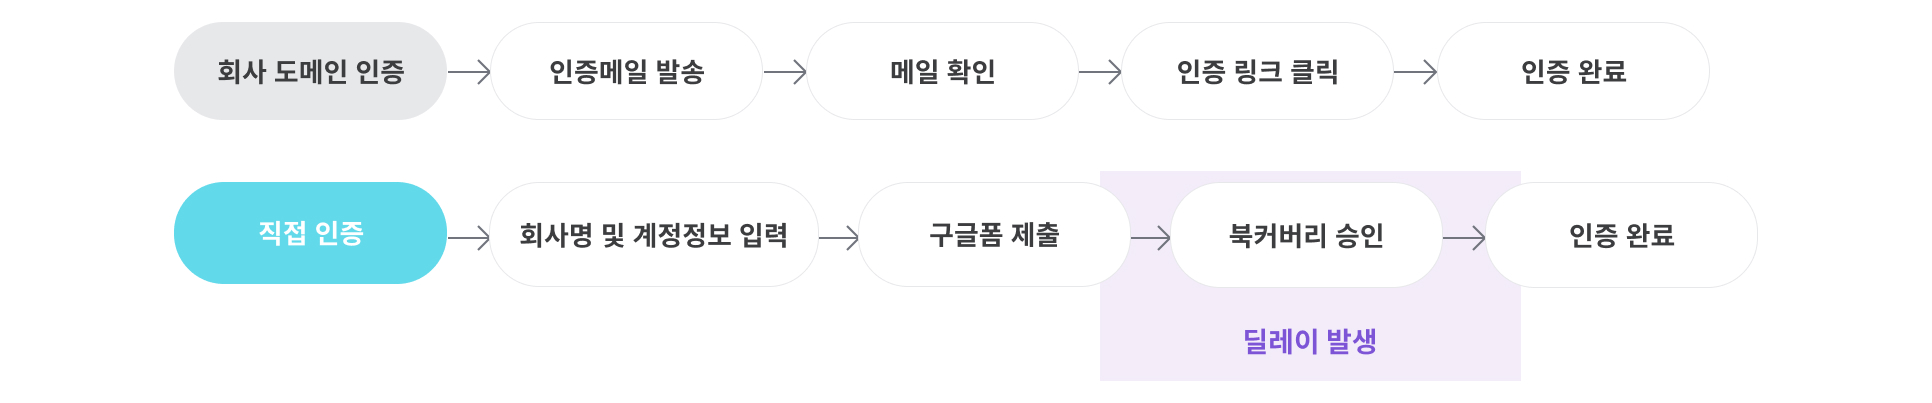 회사 도메인 인증
인증메일 발송
메일 확인
인증 링크 클릭
인증 완료
직접 인증
회사명 및 계정정보 입력
구글폼 제출
북커버리 승인
인증 완료
딜레이 발생